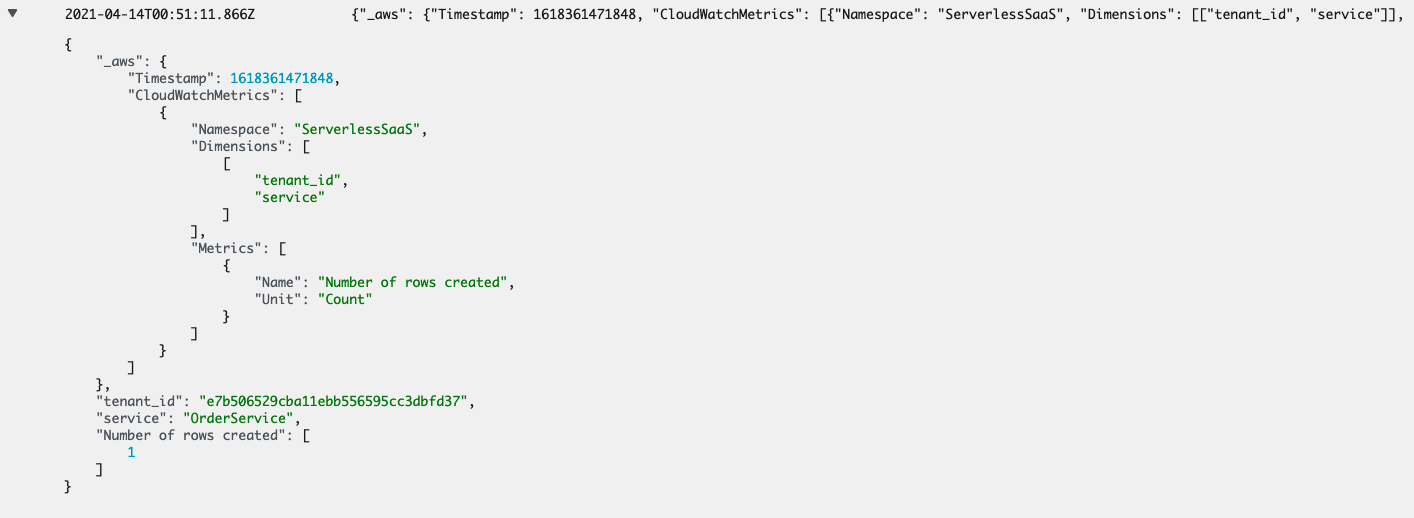 2021-04-14T00:51:11.866Z {"_aws": {"Timestamp": 1618361471848, "CloudWatchMetrics": [{"Namespace": "ServerlessSaaS", "Dimensions": [["tenant_id", "service"]],
{
"_aws": {
"Timestamp": 1618361471848,
"CloudWatchMetrics": [
{
"Namespace": "ServerlessSaaS",
"Dimensions": [
[
"tenant_id",
"service"
]
],
"Metrics": [
{
"Name": "Number of rows created",
"Unit": "Count"
}
]
}
]
},
"tenant_id": "e7b506529cba11ebb556595cc3dbfd37",
"service": "OrderService",
"Number of rows created": [
1
]
}